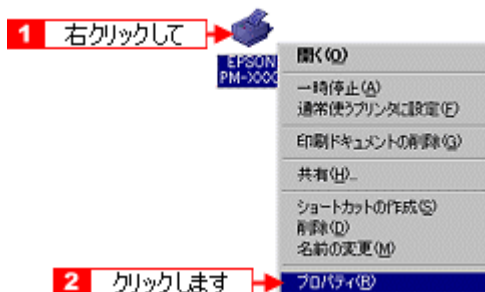 1 右クリックして
EPSON
PM-XXXX
開く(O)
一時停止(A)
通常使うプリンタに設定(F)
印刷ドキュメントの削除(G)
共有(H)...
ショートカットの作成(S)
削除(D)
名前の変更(M)
2 クリックします
プロパティ(R)